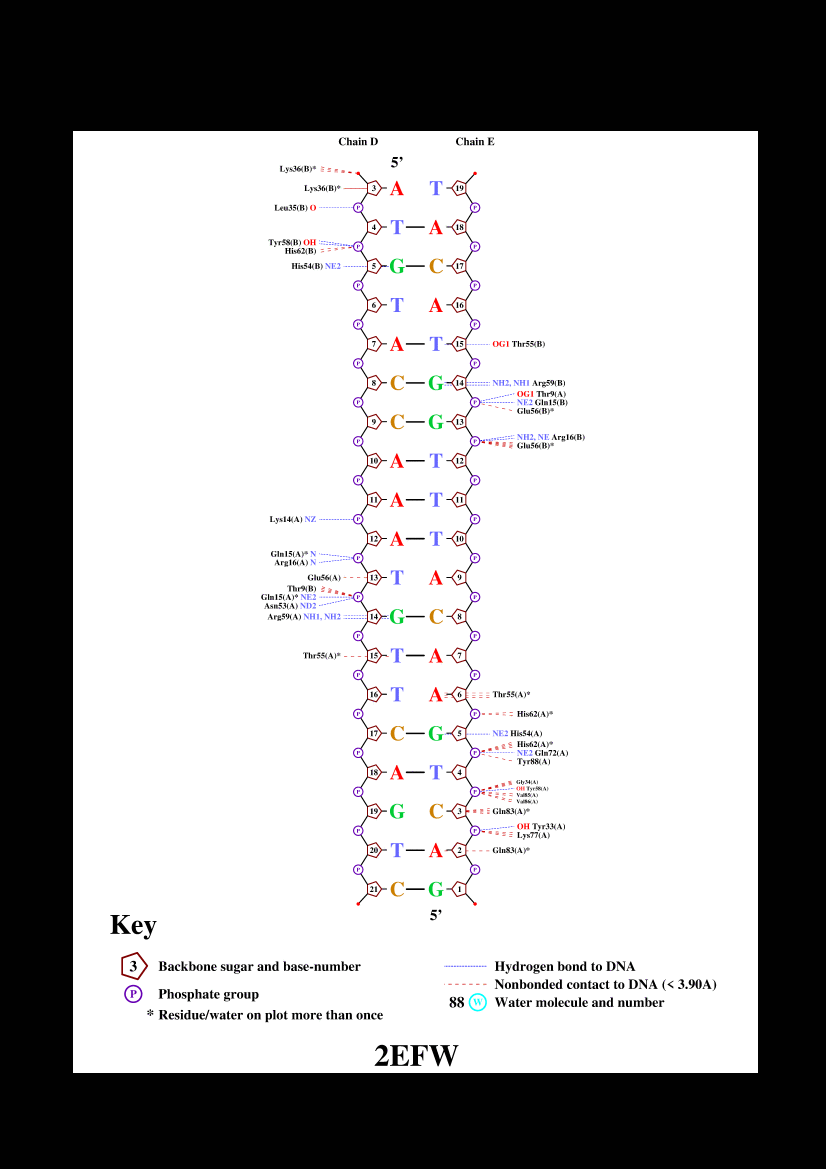 Chain D Chain E
5’
Lys36(B)*
Lys36(B)* 3 A T 19
Leu35(B) O P P
4 T A 18
Tyr58(B) OH P P
His62(B)
His54(B) NE2 5 G C 17
P P
6 T A 16
P P
7 A T 15 OG1 Thr55(B)
P P
8 C G 14 NH2, NH1 Arg59(B)
OG1 Thr9(A)
P P NE2 Gln15(B)
Glu56(B)*
9 C G 13
P P NH2, NE Arg16(B)
Glu56(B)*
10 A T 12
P P
11 A T 11
Lys14(A) NZ P P
12 A T 10
Gln15(A)* N P P
Arg16(A) N
Glu56(A) 13 T A 9
Thr9(B)
Gln15(A)* NE2 P P
Asn53(A) ND2
Arg59(A) NH1, NH2 14 G C 8
P P
Thr55(A)* 15 T A 7
P P
16 T A 6 Thr55(A)*
P P His62(A)*
17 C G 5 NE2 His54(A)
His62(A)*
P P NE2 Gln72(A)
Tyr88(A)
18 A T 4
Gly34(A)
P P OH Tyr58(A)
Val85(A)
Val86(A)
19 G C 3 Gln83(A)*
P P OH Tyr33(A)
Lys77(A)
20 T A 2 Gln83(A)*
P P
21 C G 1
5’
Key
3 Backbone sugar and base-number
P Phosphate group
* Residue/water on plot more than once
Hydrogen bond to DNA
Nonbonded contact to DNA (< 3.90A)
88 W Water molecule and number
2EFW